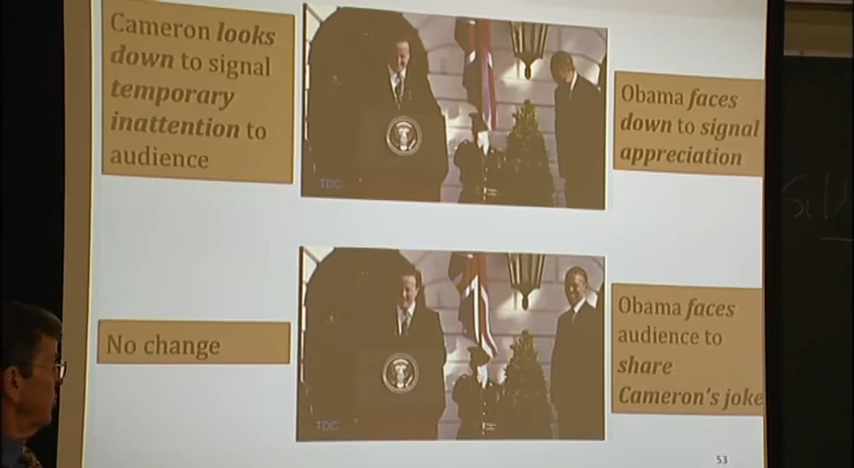 Cameron looks
down to signal
temporary
inattention to
audience
TDC
Obama faces
down to signal
appreciation
No change
TDC
Obama faces
audience to
share
Cameron's joke
53